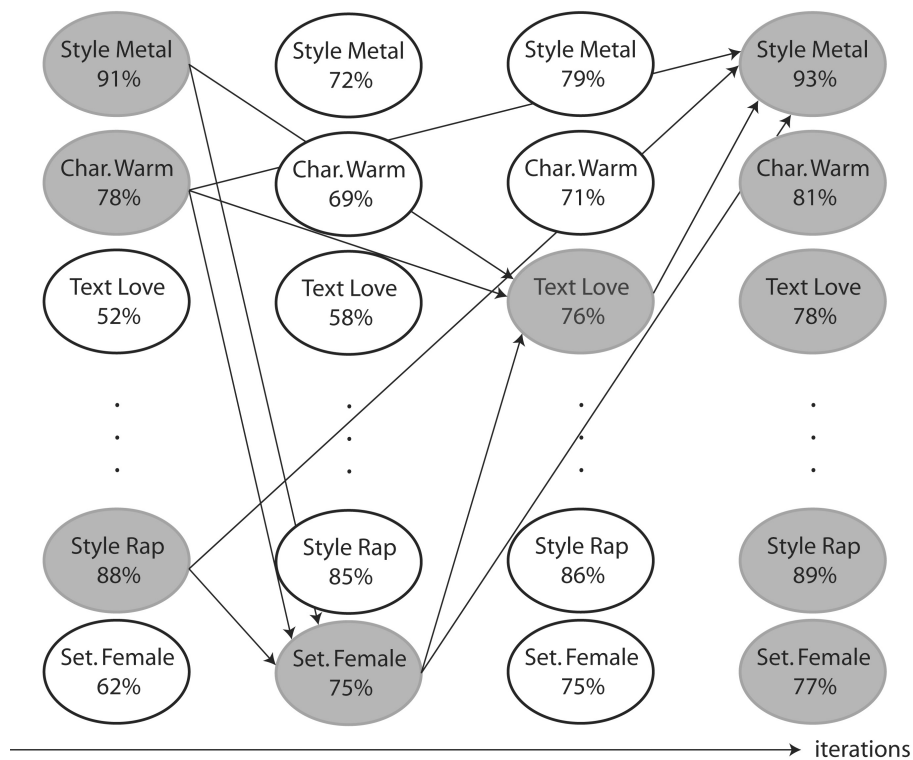 Style Metal
91%
Style Metal
72%
Style Metal
79%
Style Metal
93%
Char. Warm
78%
Char. Warm
69%
Char. Warm
71%
Char. Warm
81%
Text Love
52%
Text Love
58%
Text Love
76%
Text Love
78%
Style Rap
88%
Style Rap
85%
Style Rap
86%
Style Rap
89%
Set. Female
62%
Set. Female
75%
Set. Female
75%
Set. Female
77%
iterations